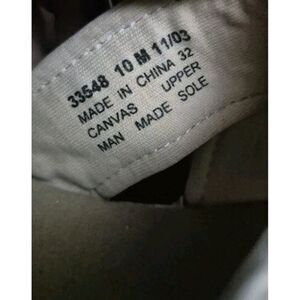 33548 10 M 11/03
MADE IN CHINA 32
CANVAS UPPER
MAN MADE SOLE